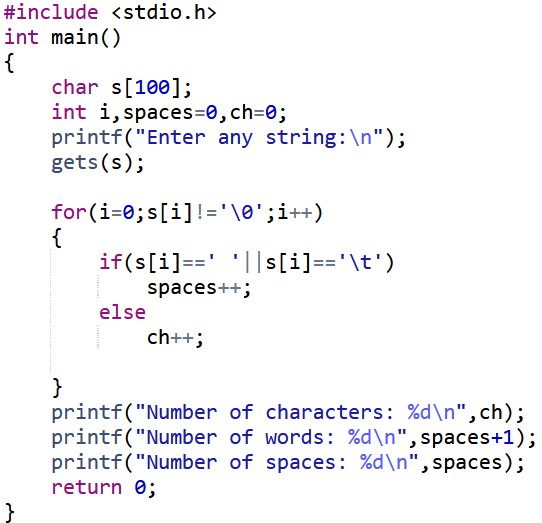 #include <stdio.h>
int main()
{
    char s[100];
    int i,spaces=0,ch=0;
    printf("Enter any string:\n");
    gets(s);

    for(i=0;s[i]!='\0';i++)
    {
        if(s[i]==' '||s[i]=='\t')
            spaces++;
        else
            ch++;

    }
    printf("Number of characters: %d\n",ch);
    printf("Number of words: %d\n",spaces+1);
    printf("Number of spaces: %d\n",spaces);
    return 0;
}